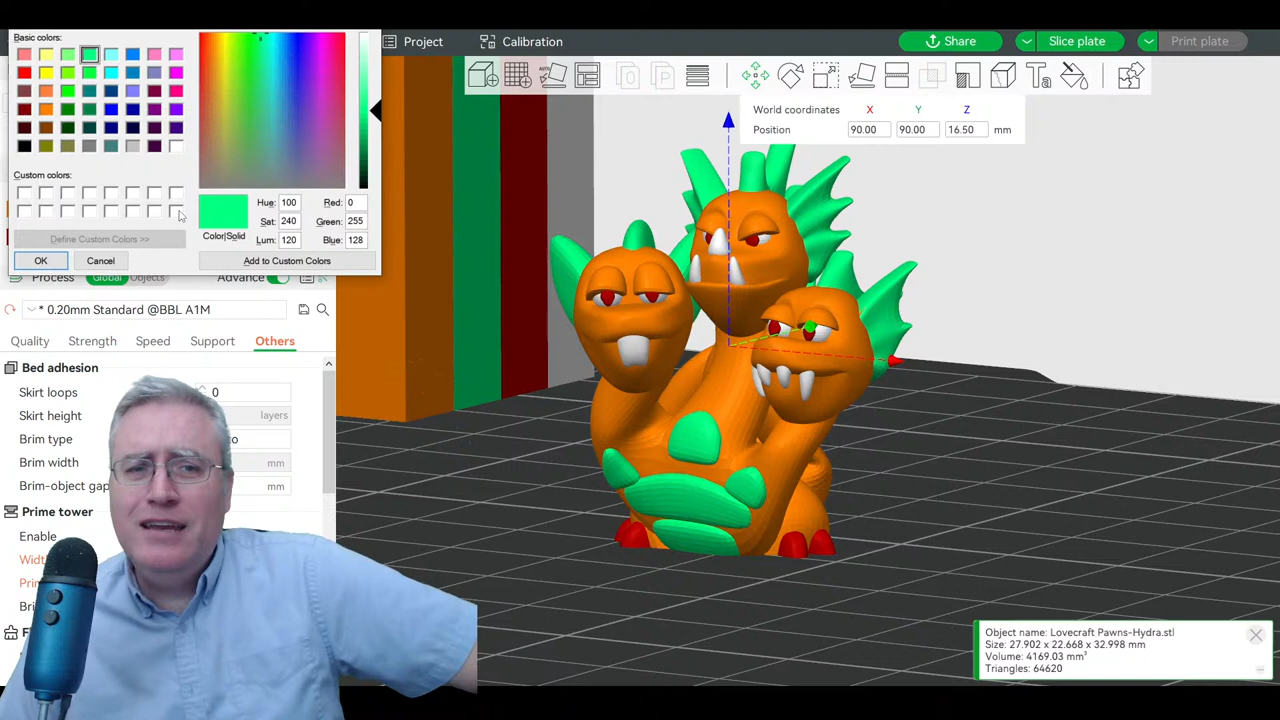 Basic colors:
Custom colors:
Define Custom Colors >>
OK
Cancel
Color|Solid
Hue: 100
Sat: 240
Lum: 120
Red: 0
Green: 255
Blue: 128
Add to Custom Colors
Project
Calibration
Share
Slice plate
Print plate
World coordinates X Y Z
Position 90.00 90.00 16.50 mm
Process Global Objects Advance
* 0.20mm Standard @BBL A1M
Quality Strength Speed Support Others
Bed adhesion
Skirt loops 0
Skirt height layers
Brim type
Brim width mm
Brim-object gap mm
Prime tower
Enable
Object name: Lovecraft Pawns-Hydra.stl
Size: 27.902 x 22.668 x 32.998 mm
Volume: 4169.03 mm³
Triangles: 64620